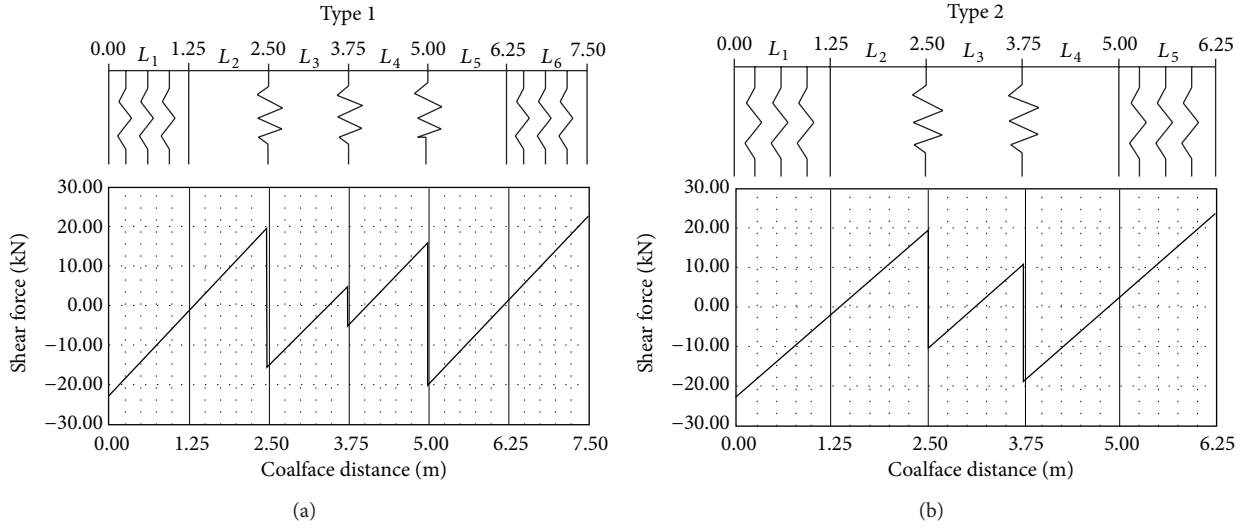 Type 1
0.00 L1 1.25 L2 2.50 L3 3.75 L4 5.00 L5 6.25 L6 7.50
30.00
20.00
10.00
0.00
−10.00
−20.00
−30.00
Shear force (kN)
0.00 1.25 2.50 3.75 5.00 6.25 7.50
Coalface distance (m)
(a)
Type 2
0.00 L1 1.25 L2 2.50 L3 3.75 L4 5.00 L5 6.25
30.00
20.00
10.00
0.00
−10.00
−20.00
−30.00
Shear force (kN)
0.00 1.25 2.50 3.75 5.00 6.25
Coalface distance (m)
(b)